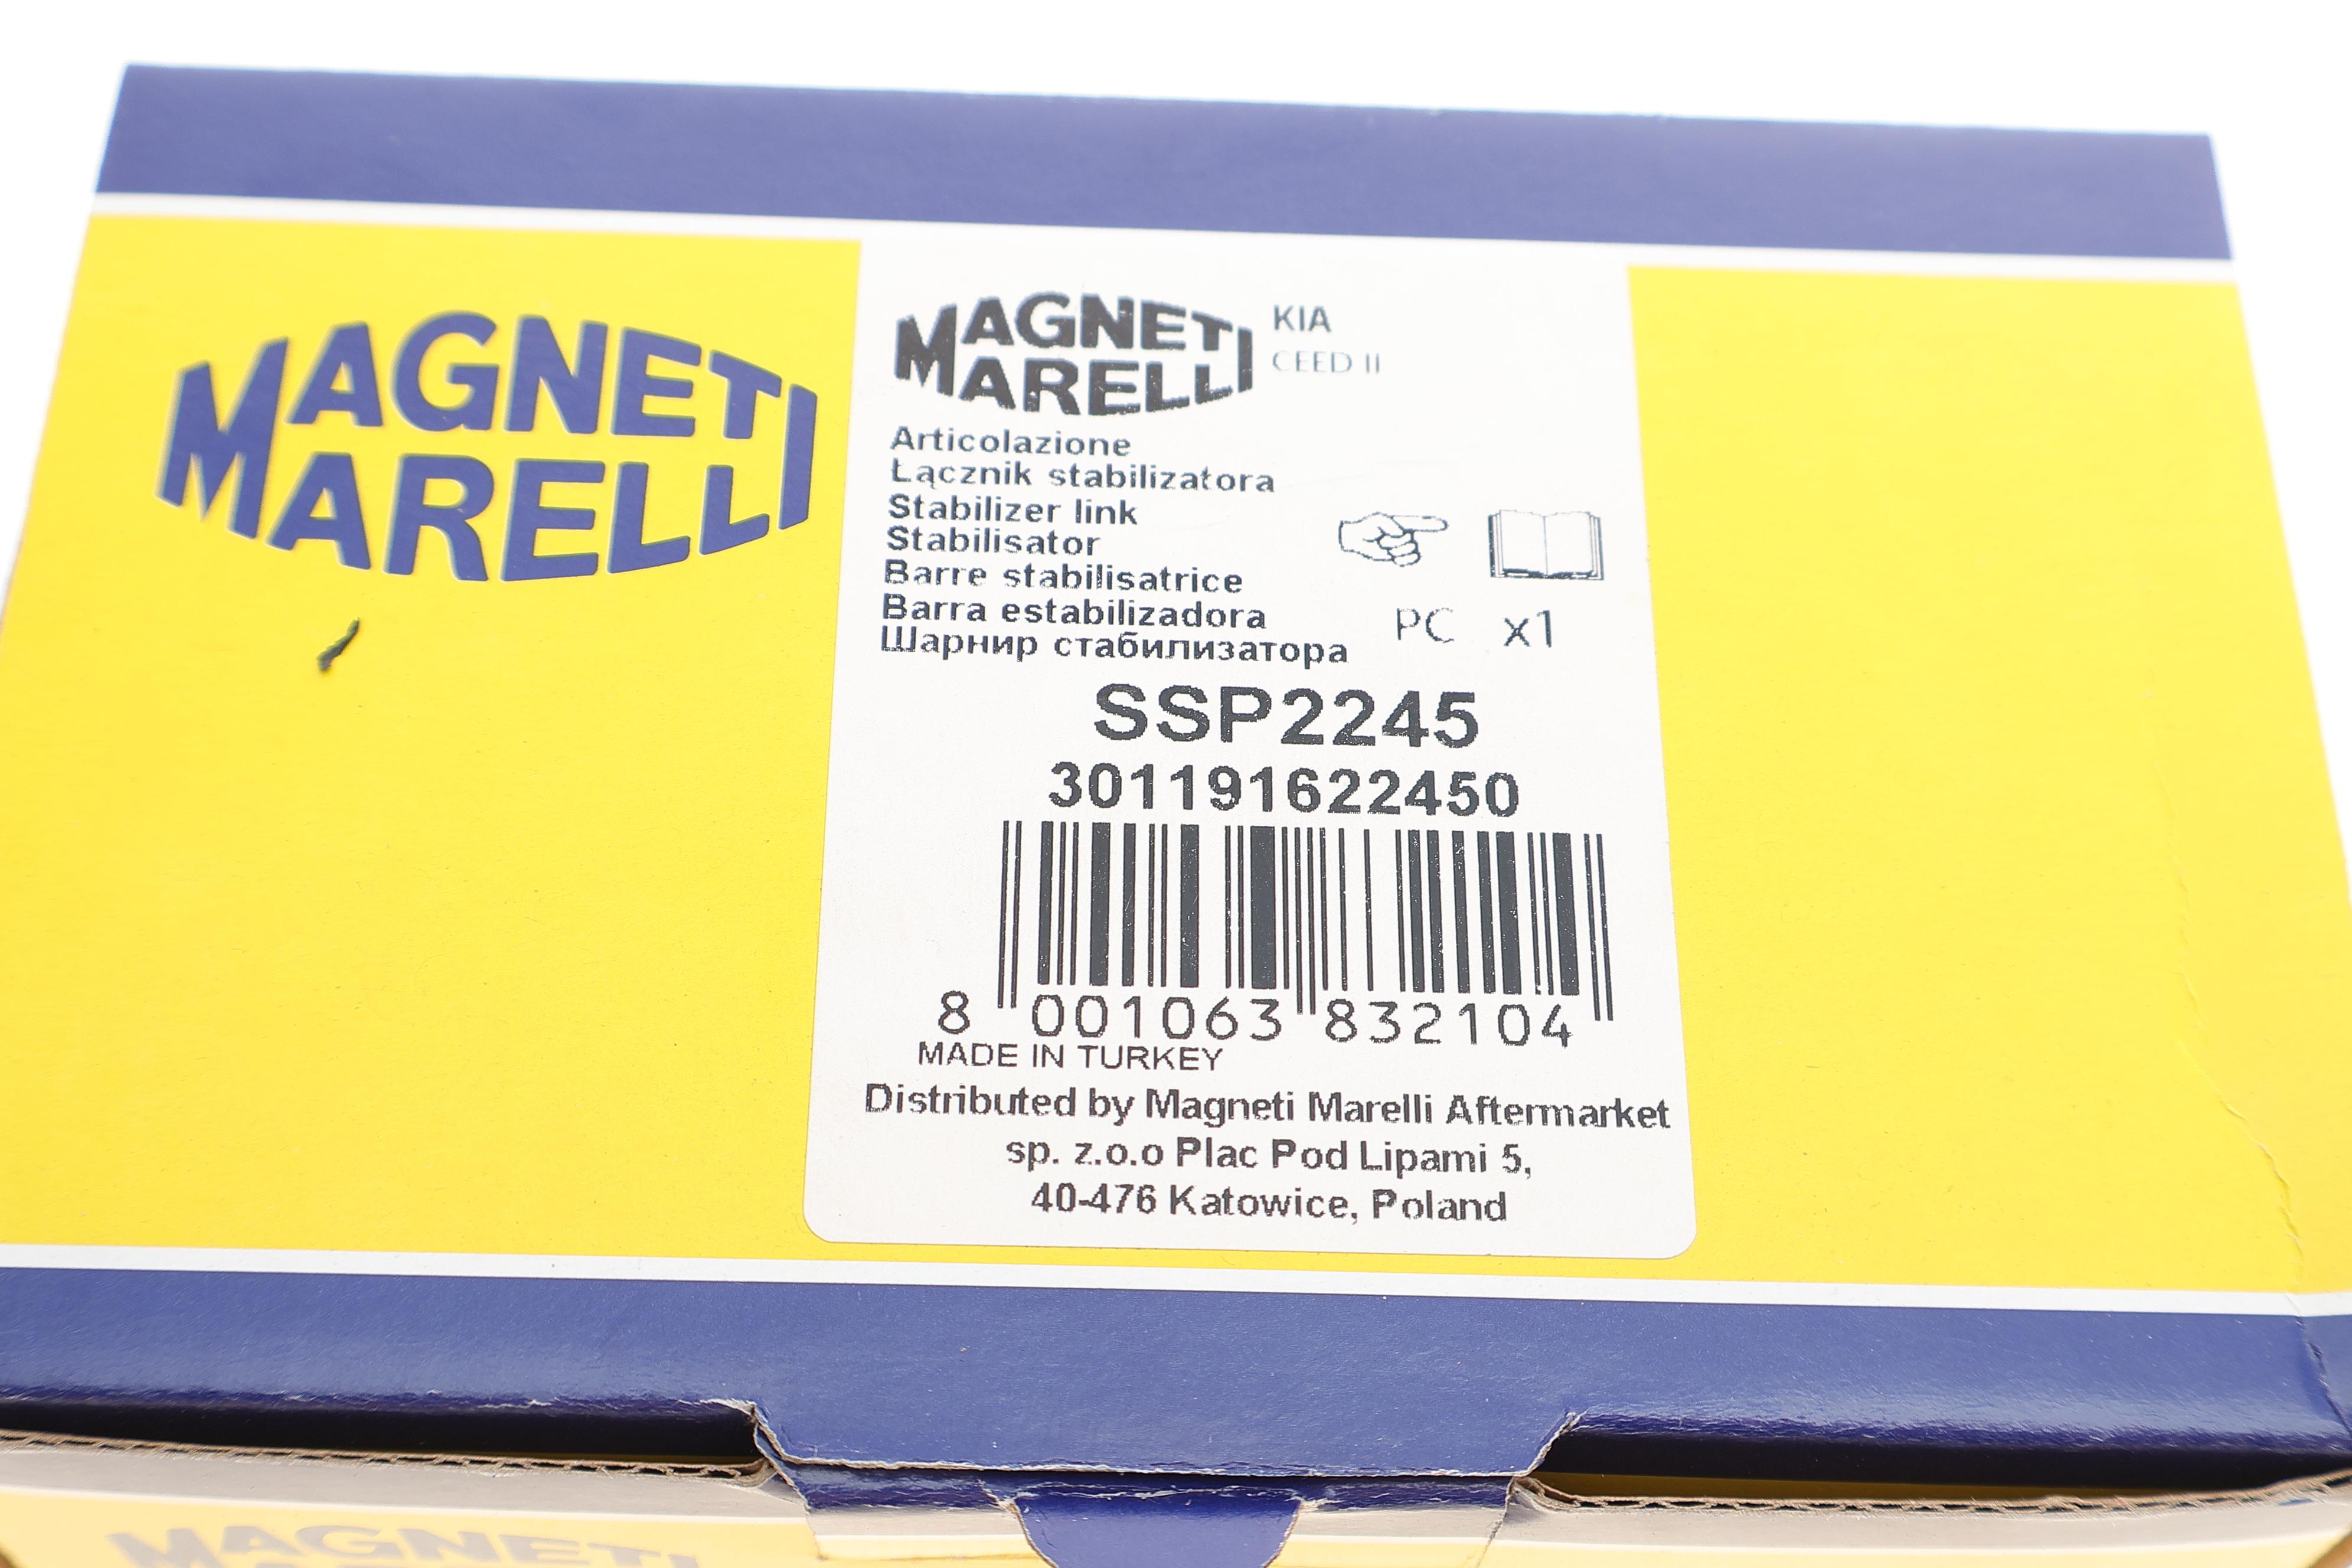 MAGNETI
MARELLI
MAGNETI
MARELLI
KIA
CEED II
Articolazione
Łącznik stabilizatora
Stabilizer link
Stabilisator
Barre stabilisatrice
Barra estabilizadora
Шарнир стабилизатора
PC x1
SSP2245
301191622450
8 001063 832104
MADE IN TURKEY
Distributed by Magneti Marelli Aftermarket
sp. z.o.o Plac Pod Lipami 5,
40-476 Katowice, Poland
MAGNETI